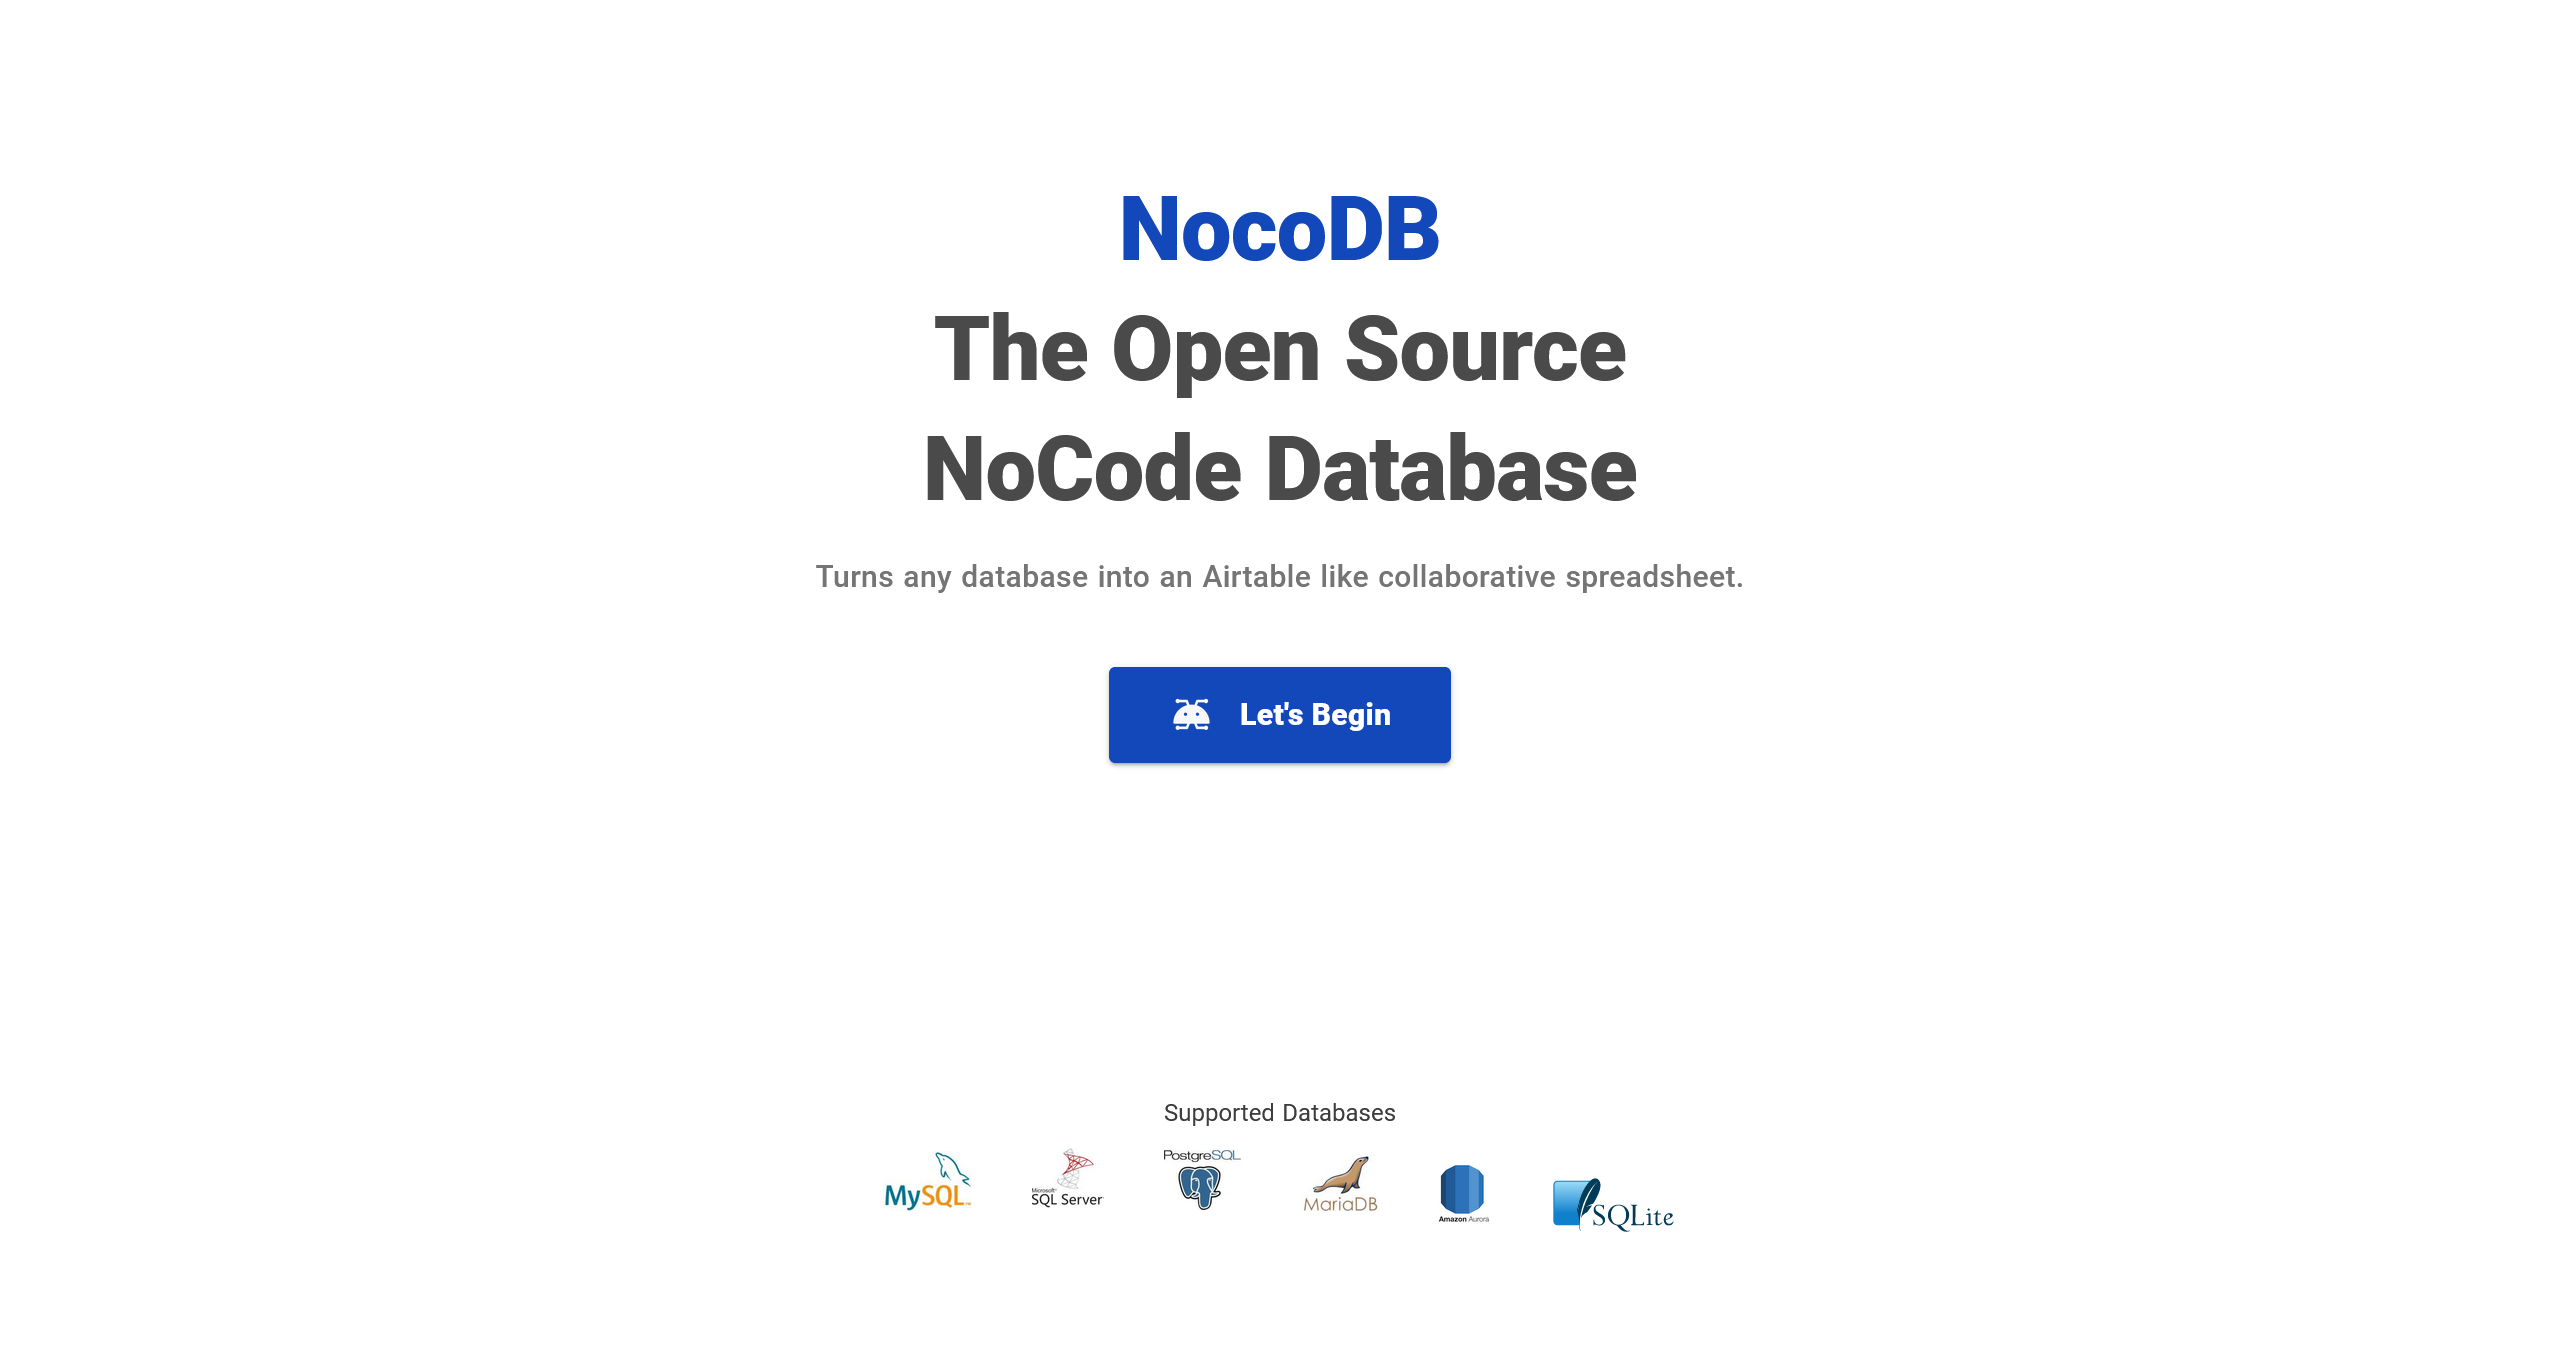 NocoDB
The Open Source
NoCode Database
Turns any database into an Airtable like collaborative spreadsheet.
Let's Begin
Supported Databases
MySQL™
Microsoft®
SQL Server
PostgreSQL
MariaDB
Amazon Aurora
SQLite